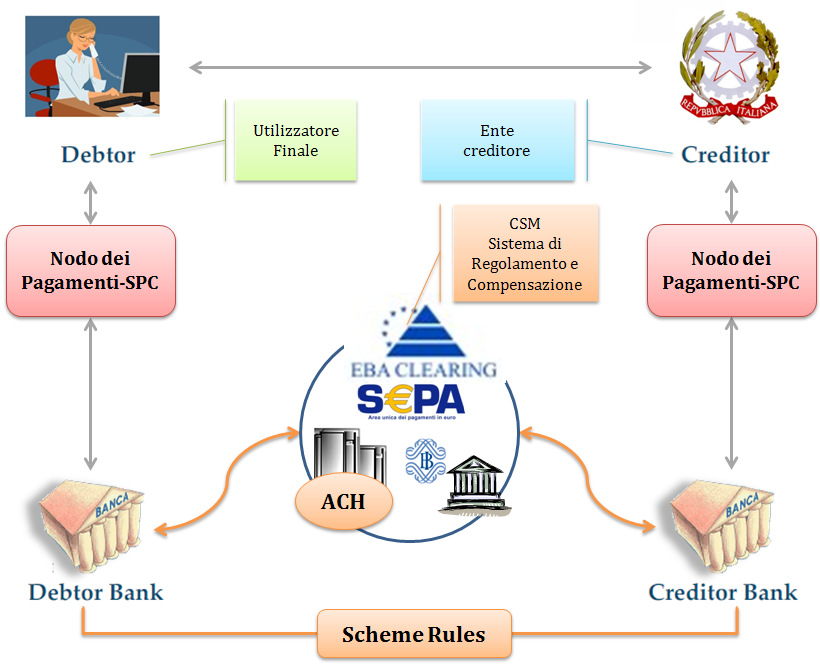 REPVBBLICA ITALIANA
Utilizzatore
Finale
Ente
creditore
Debtor
Creditor
CSM
Sistema di
Regolamento e
Compensazione
Nodo dei
Pagamenti-SPC
Nodo dei
Pagamenti-SPC
EBA CLEARING
S€PA
Area unica dei pagamenti in euro
BI
ACH
BANCA
BANCA
Debtor Bank
Creditor Bank
Scheme Rules